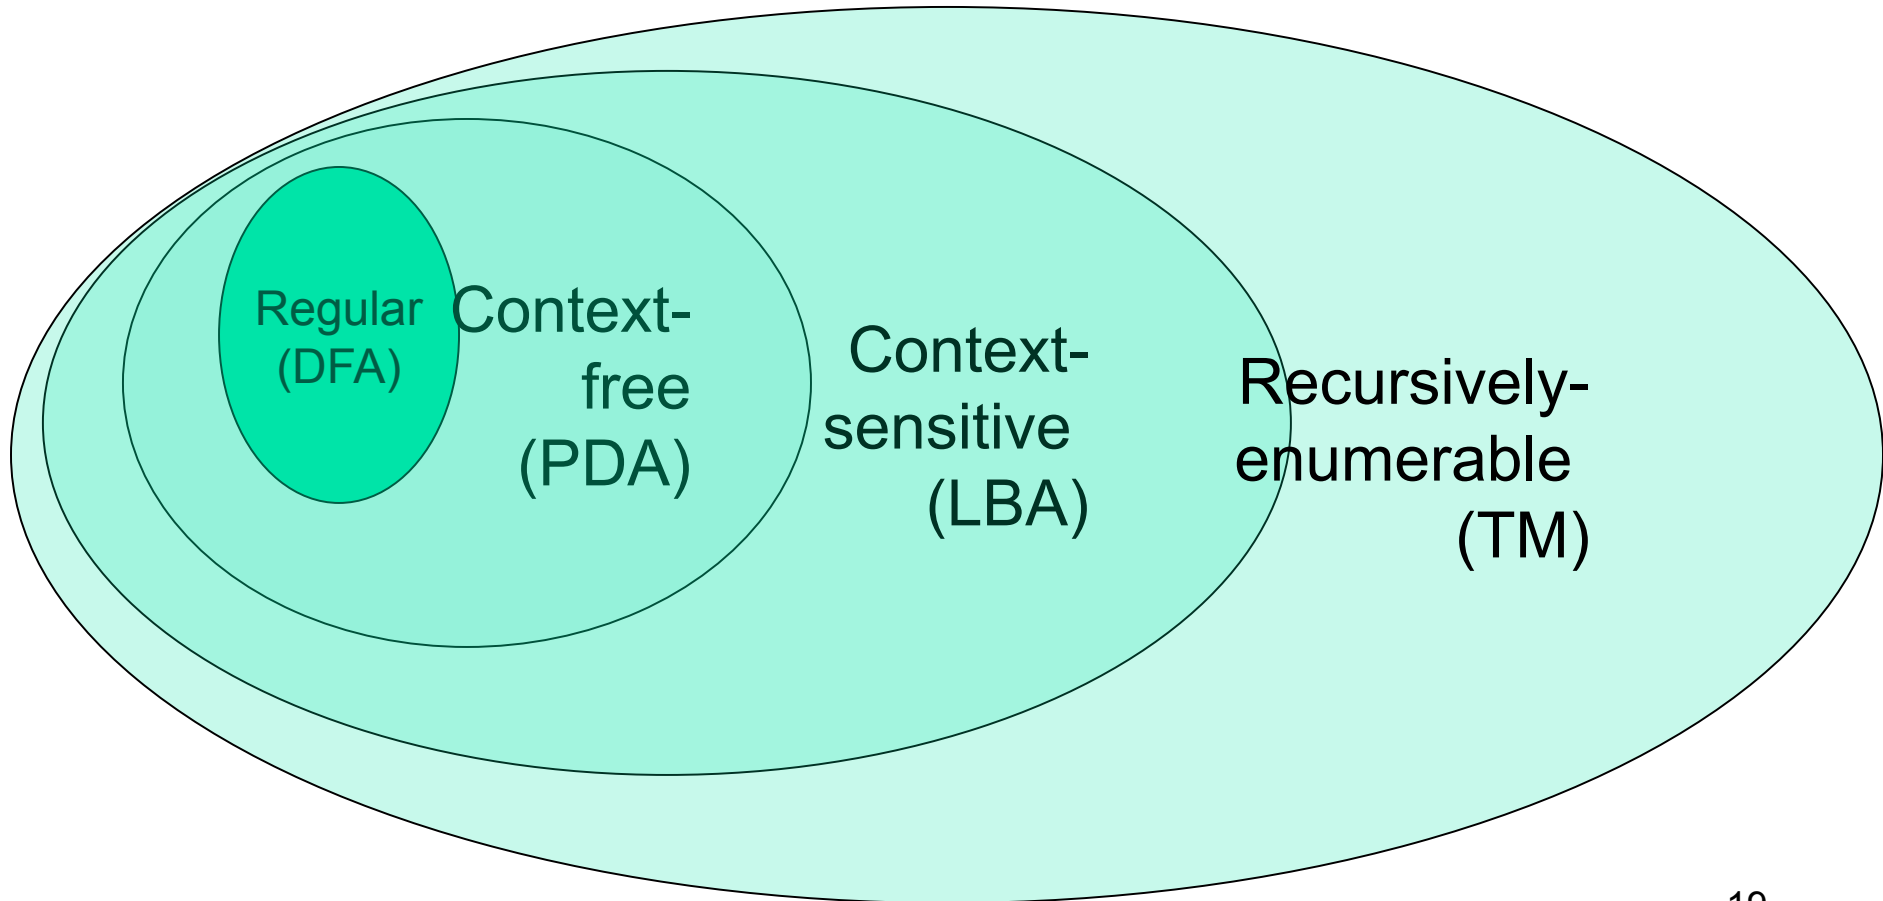 Regular
(DFA)
Context-
free
(PDA)
Context-
sensitive
(LBA)
Recursively-
enumerable
(TM)